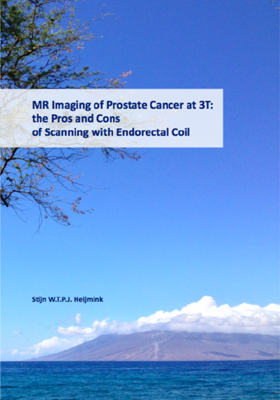 MR Imaging of Prostate Cancer at 3T:
the Pros and Cons
of Scanning with Endorectal Coil
Stijn W.T.P.J. Heijmink